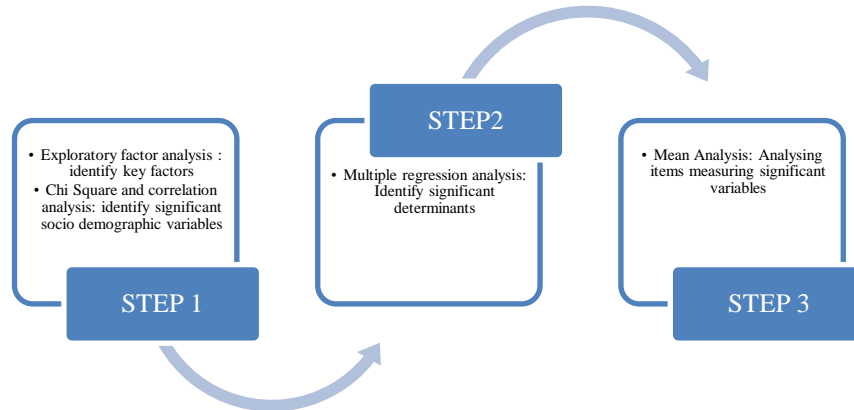 • Exploratory factor analysis :
identify key factors
• Chi Square and correlation
analysis: identify significant
socio demographic variables
STEP 1
STEP2
• Multiple regression analysis:
Identify significant
determinants
• Mean Analysis: Analysing
items measuring significant
variables
STEP 3